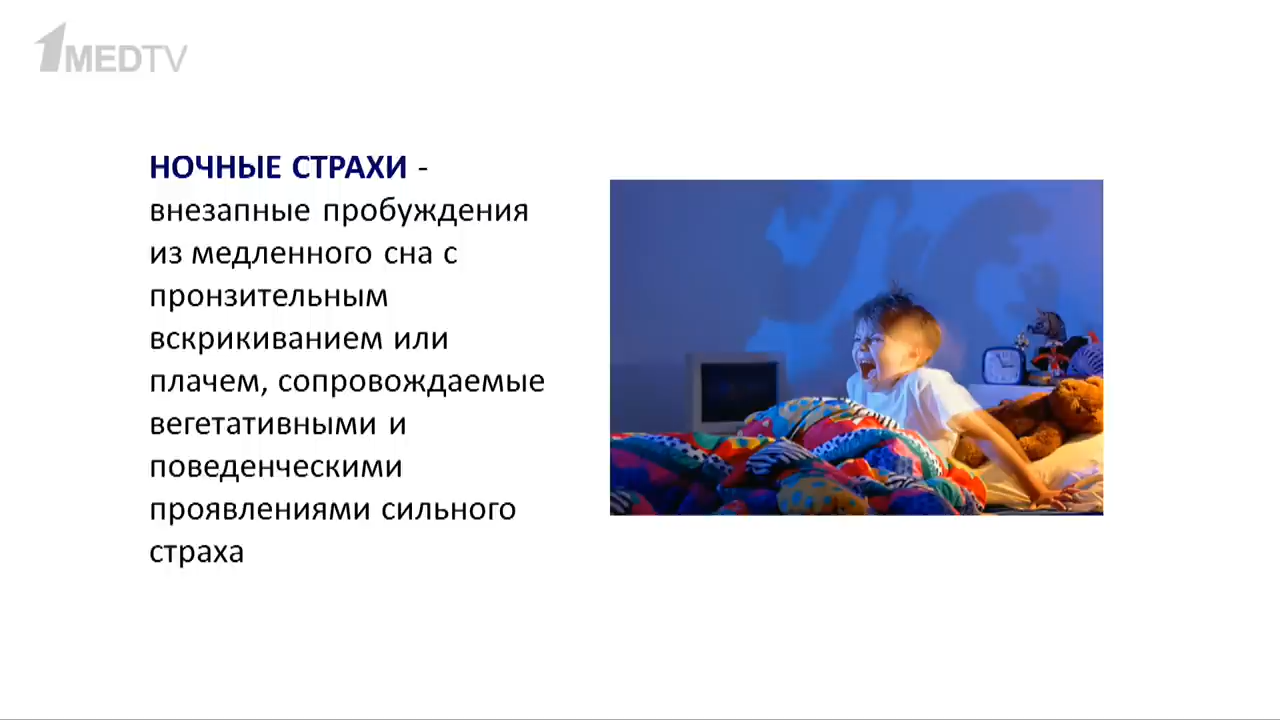 1MEDTV
НОЧНЫЕ СТРАХИ -
внезапные пробуждения
из медленного сна с
пронзительным
вскрикиванием или
плачем, сопровождаемые
вегетативными и
поведенческими
проявлениями сильного
страха